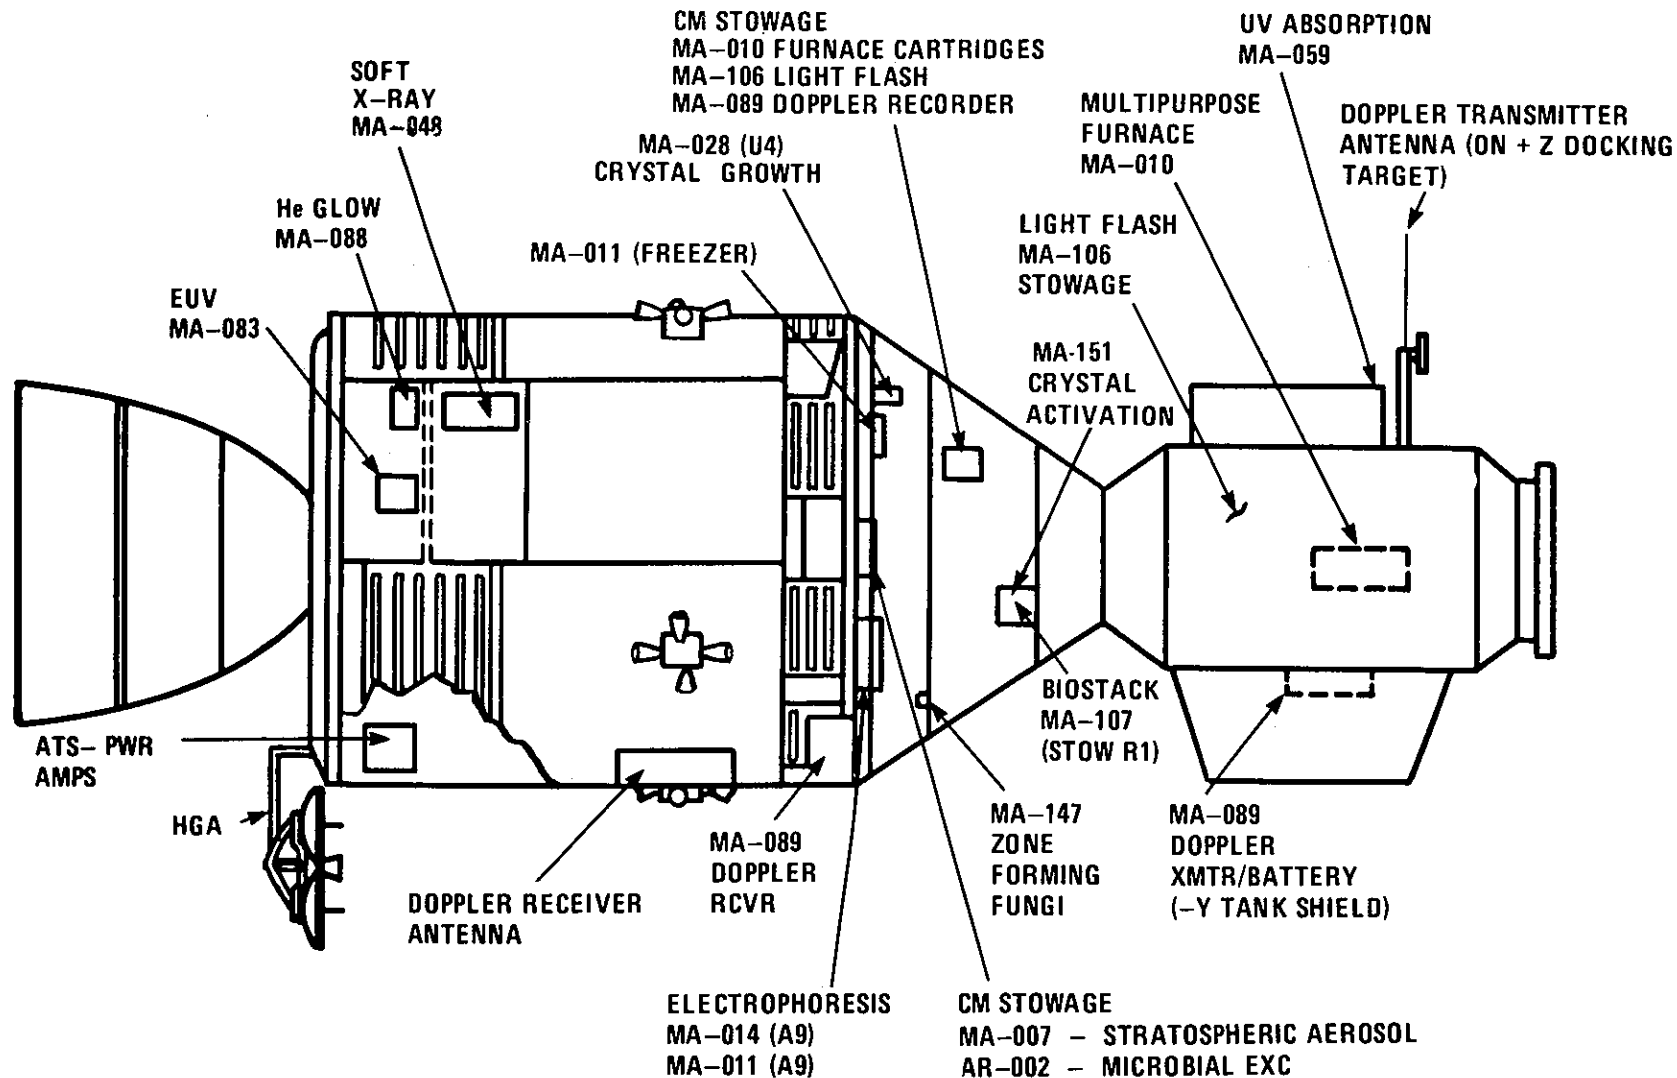 CM STOWAGE
MA-010 FURNACE CARTRIDGES
MA-106 LIGHT FLASH
MA-089 DOPPLER RECORDER
UV ABSORPTION
MA-059
SOFT
X-RAY
MA-048
MULTIPURPOSE
FURNACE
MA-010
DOPPLER TRANSMITTER
ANTENNA (ON + Z DOCKING
TARGET)
MA-028 (U4)
CRYSTAL GROWTH
He GLOW
MA-088
MA-011 (FREEZER)
LIGHT FLASH
MA-106
STOWAGE
EUV
MA-083
MA-151
CRYSTAL
ACTIVATION
BIOSTACK
MA-107
(STOW R1)
ATS- PWR
AMPS
HGA
DOPPLER RECEIVER
ANTENNA
MA-089
DOPPLER
RCVR
MA-147
ZONE
FORMING
FUNGI
MA-089
DOPPLER
XMTR/BATTERY
(-Y TANK SHIELD)
ELECTROPHORESIS
MA-014 (A9)
MA-011 (A9)
CM STOWAGE
MA-007 - STRATOSPHERIC AEROSOL
AR-002 - MICROBIAL EXC